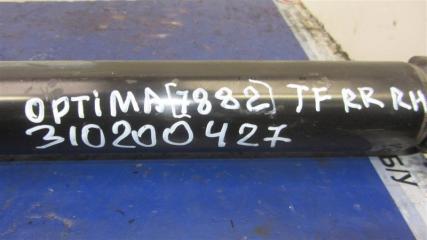 OPTIMA [7882] TF RR RH
310200427
Б/У